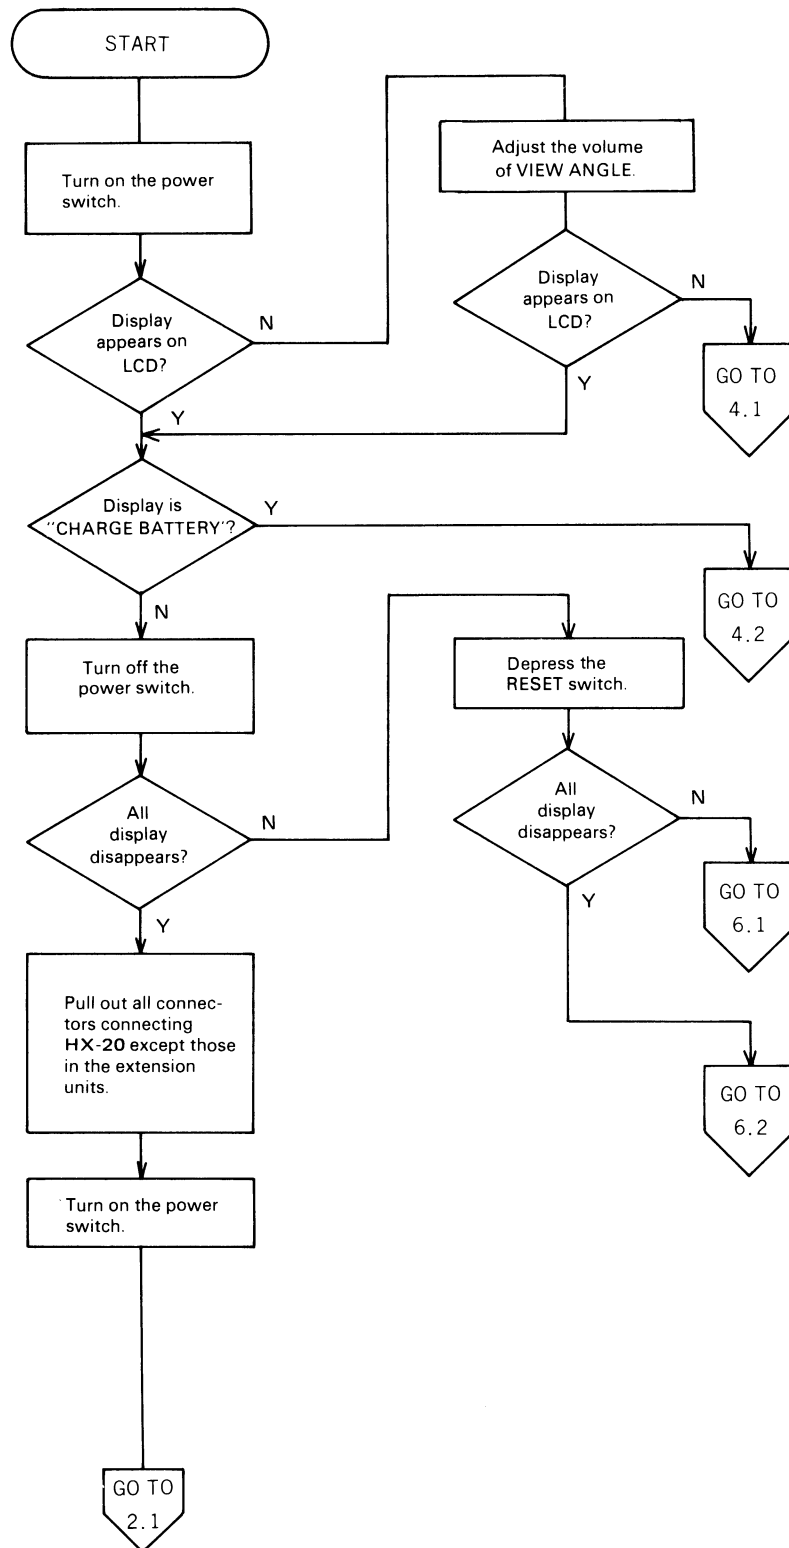 START
Turn on the power
switch.
Adjust the volume
of VIEW ANGLE.
Display
appears on
LCD?
N
Y
Display
appears on
LCD?
N
Y
GO TO
4.1
Display is
"CHARGE BATTERY"?
Y
N
GO TO
4.2
Turn off the
power switch.
Depress the
RESET switch.
All
display
disappears?
N
Y
All
display
disappears?
N
Y
GO TO
6.1
GO TO
6.2
Pull out all connec-
tors connecting
HX-20 except those
in the extension
units.
Turn on the power
switch.
GO TO
2.1